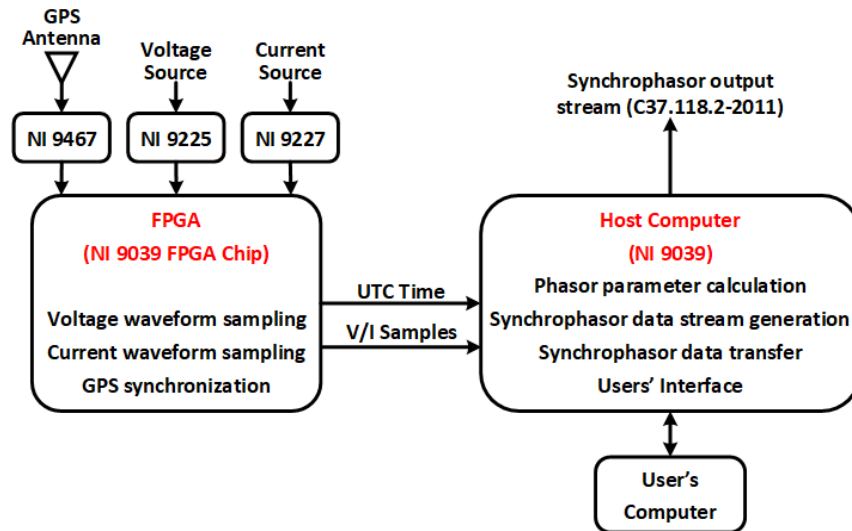 GPS
Antenna
Voltage
Source
Current
Source
NI 9467
NI 9225
NI 9227
FPGA
(NI 9039 FPGA Chip)
Voltage waveform sampling
Current waveform sampling
GPS synchronization
UTC Time
V/I Samples
Synchrophasor output
stream (C37.118.2-2011)
Host Computer
(NI 9039)
Phasor parameter calculation
Synchrophasor data stream generation
Synchrophasor data transfer
Users’ Interface
User’s
Computer